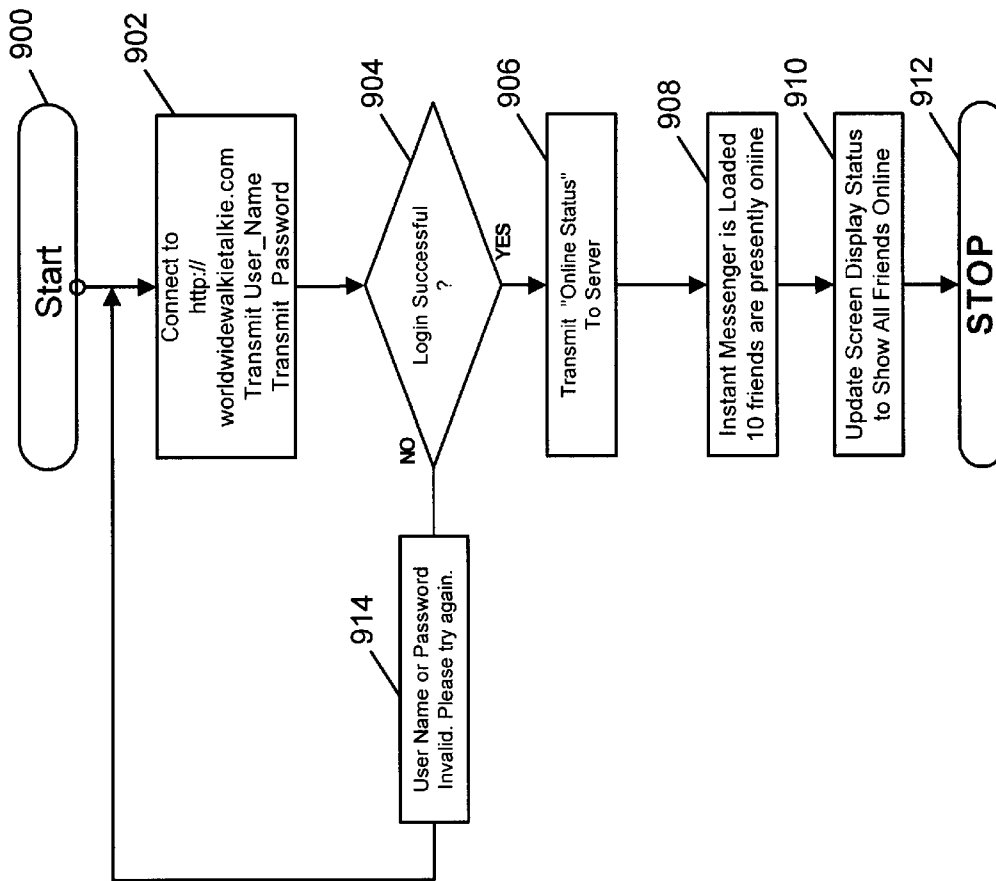 900
Start
902
Connect to
http://
worldwidewalkietalkie.com
Transmit User_Name
Transmit Password
904
Login Successful
?
NO
YES
914
User Name or Password
Invalid. Please try again.
906
Transmit "Online Status"
To Server
908
Instant Messenger is Loaded
10 friends are presently online
910
Update Screen Display Status
to Show All Friends Online
912
STOP